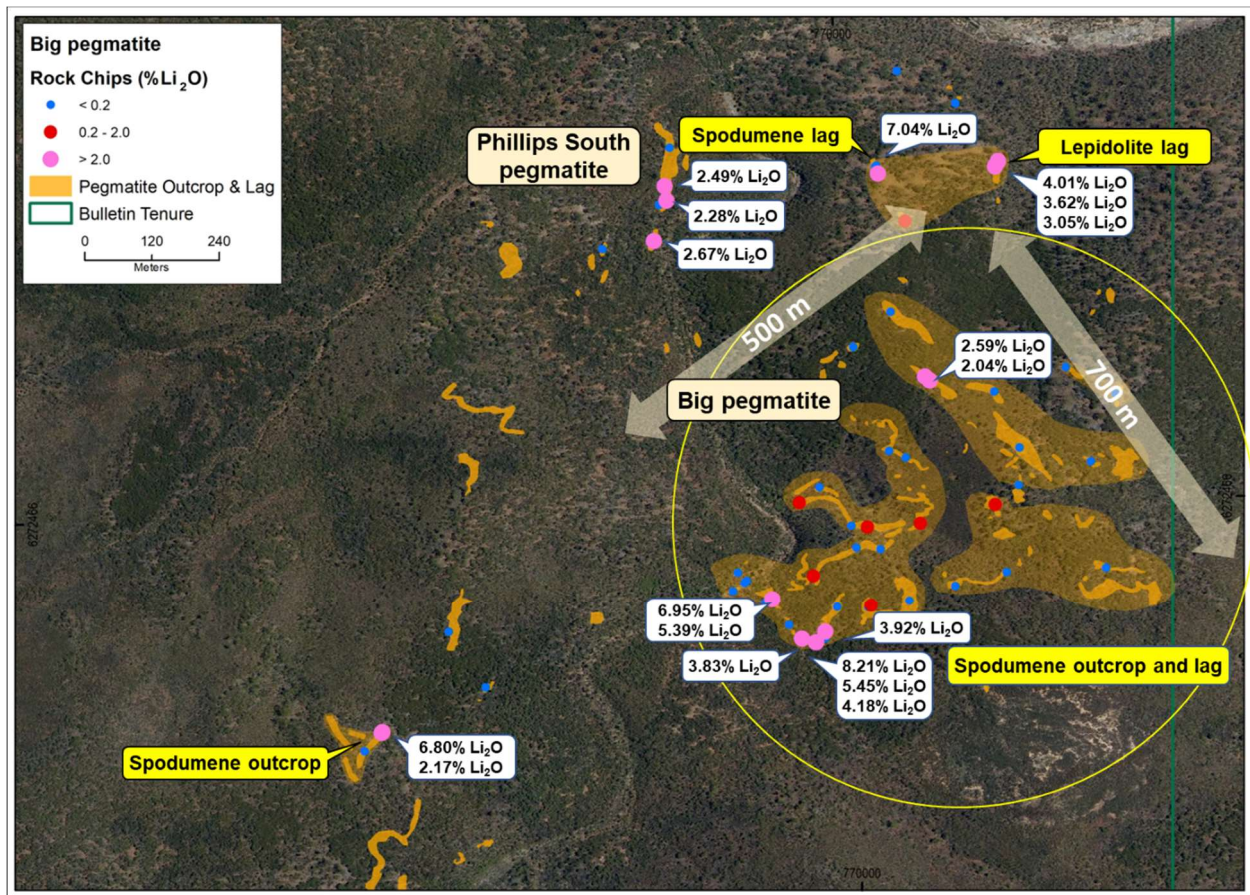 Big pegmatite
Rock Chips (%Li₂O)
< 0.2
0.2 - 2.0
> 2.0
Pegmatite Outcrop & Lag
Bulletin Tenure
0 120 240
Meters
770000
Phillips South
pegmatite
2.49% Li₂O
2.28% Li₂O
2.67% Li₂O
Spodumene lag
7.04% Li₂O
Lepidolite lag
4.01% Li₂O
3.62% Li₂O
3.05% Li₂O
500 m
700 m
2.59% Li₂O
2.04% Li₂O
Big pegmatite
6272466
6.95% Li₂O
5.39% Li₂O
3.83% Li₂O
3.92% Li₂O
8.21% Li₂O
5.45% Li₂O
4.18% Li₂O
Spodumene outcrop and lag
Spodumene outcrop
6.80% Li₂O
2.17% Li₂O
770000